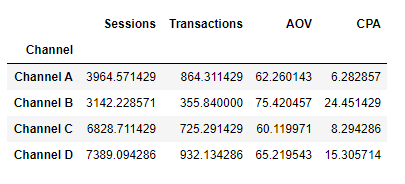 Sessions Transactions AOV CPA
Channel
Channel A 3964.571429 864.311429 62.260143 6.282857
Channel B 3142.228571 355.840000 75.420457 24.451429
Channel C 6828.711429 725.291429 60.119971 8.294286
Channel D 7389.094286 932.134286 65.219543 15.305714